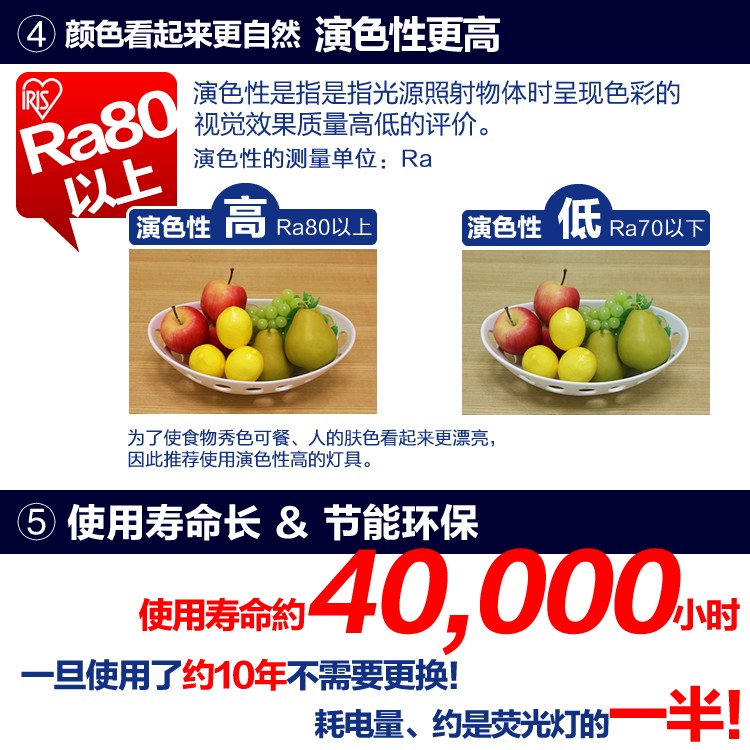 ④ 颜色看起来更自然 演色性更高
IRIS
Ra80
以上
演色性是指是指光源照射物体时呈现色彩的
视觉效果质量高低的评价。
演色性的测量单位：Ra
演色性 高 Ra80以上
演色性 低 Ra70以下
为了使食物秀色可餐、人的肤色看起来更漂亮，
因此推荐使用演色性高的灯具。
⑤ 使用寿命长 & 节能环保
使用寿命約40,000小时
一旦使用了约10年不需要更换!
耗电量、约是荧光灯的一半!